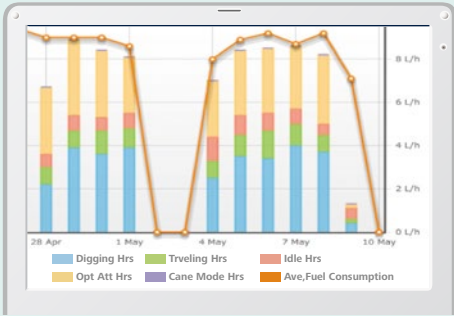 8 L/h
6 L/h
4 L/h
2 L/h
0 L/h
28 Apr 1 May 4 May 7 May 10 May
Digging Hrs Trveling Hrs Idle Hrs
Opt Att Hrs Cane Mode Hrs Ave,Fuel Consumption